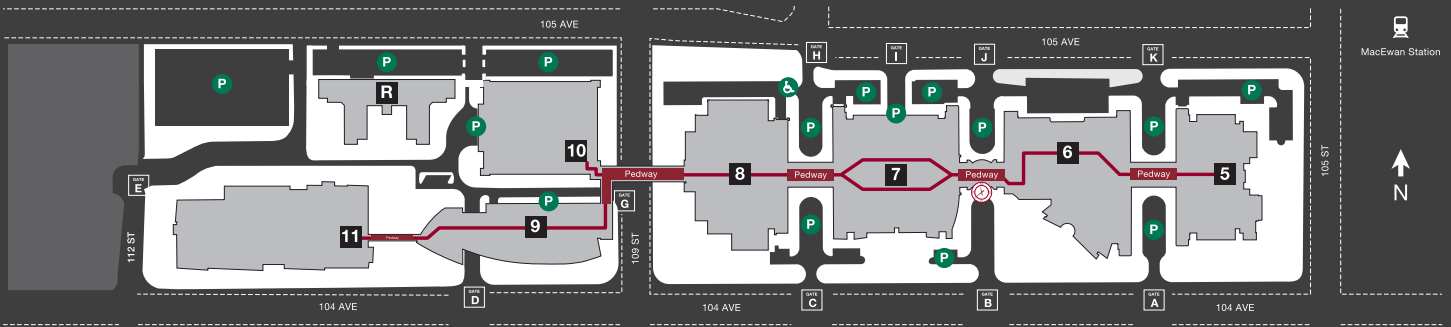 105 AVE
105 AVE
MacEwan Station
GATE
H
GATE
I
GATE
J
GATE
K
P
P
P
P
P
P
P
R
P
P
P
P
P
10
Pedway
8
Pedway
7
Pedway
6
Pedway
5
105 ST
N
GATE
E
GATE
G
P
9
11
Pedway
P
P
P
112 ST
109 ST
GATE
D
GATE
C
GATE
B
GATE
A
104 AVE
104 AVE
104 AVE